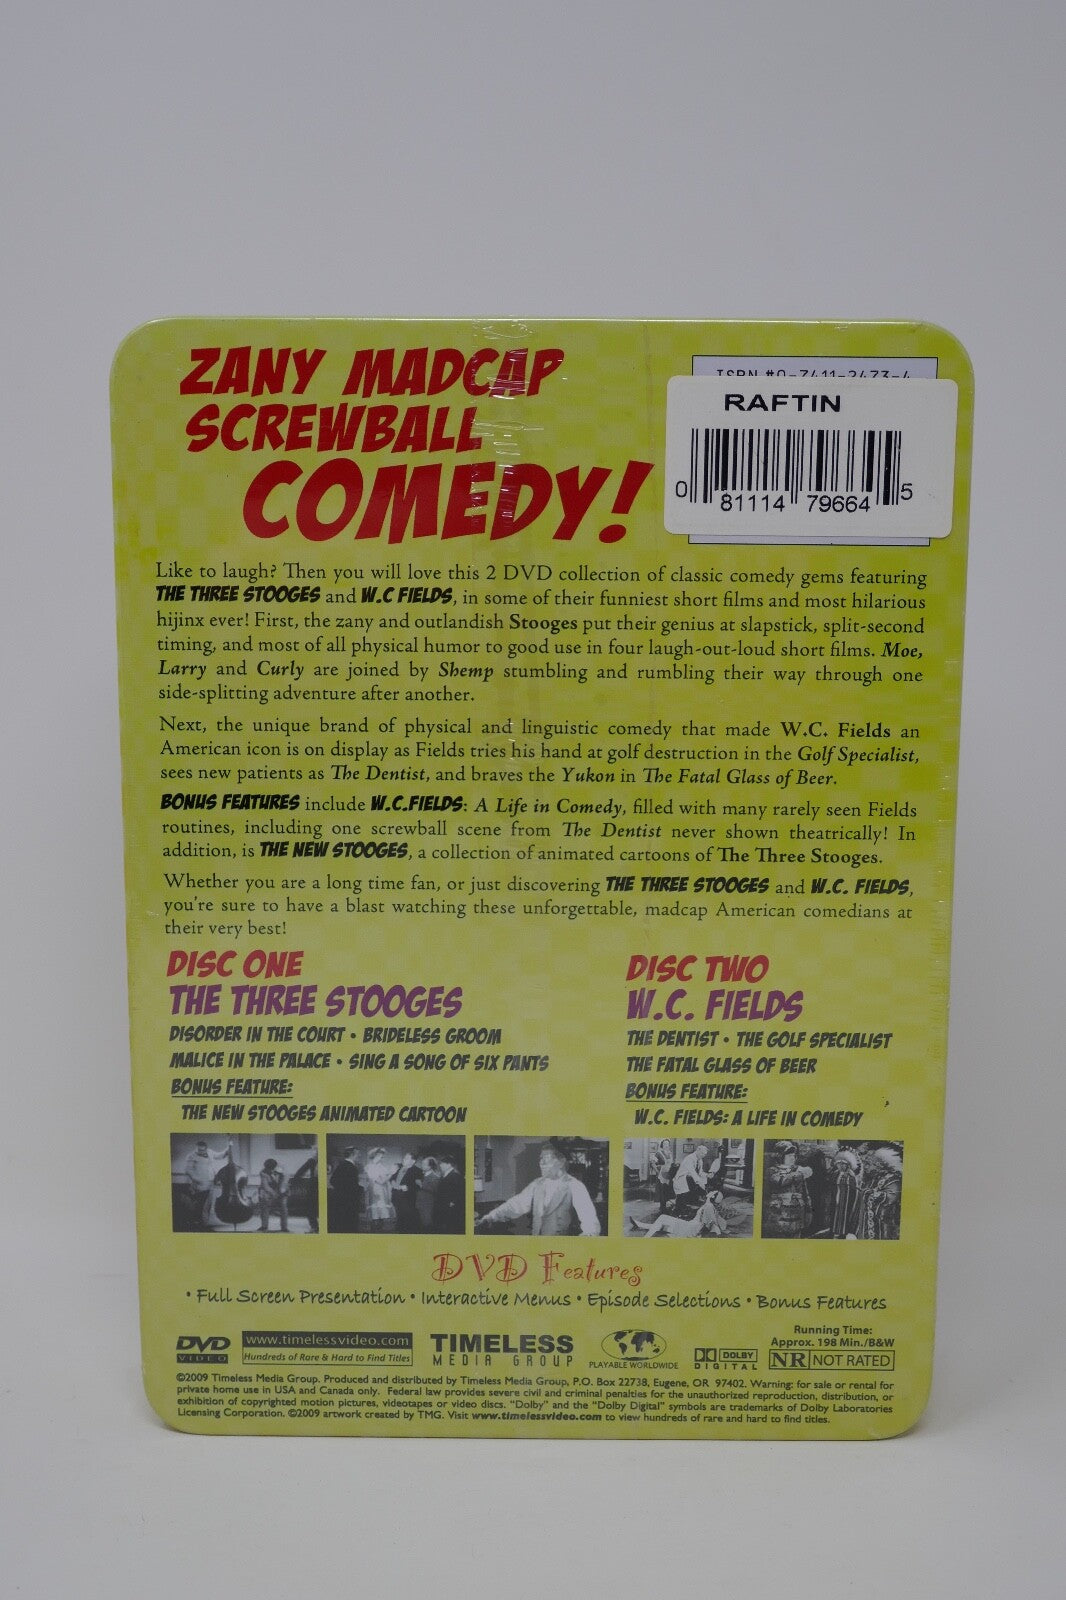 ZANY MADCAP
SCREWBALL
COMEDY!
RAFTIN
0 81114 79664 5
Like to laugh? Then you will love this 2 DVD collection of classic comedy gems featuring
THE THREE STOOGES and W.C FIELDS, in some of their funniest short films and most hilarious
hijinx ever! First, the zany and outlandish Stooges put their genius at slapstick, split-second
timing, and most of all physical humor to good use in four laugh-out-loud short films. Moe,
Larry and Curly are joined by Shemp stumbling and rumbling their way through one
side-splitting adventure after another.
Next, the unique brand of physical and linguistic comedy that made W.C. Fields an
American icon is on display as Fields tries his hand at golf destruction in the Golf Specialist,
sees new patients as The Dentist, and braves the Yukon in The Fatal Glass of Beer.
BONUS FEATURES include W.C.FIELDS: A Life in Comedy, filled with many rarely seen Fields
routines, including one screwball scene from The Dentist never shown theatrically! In
addition, is THE NEW STOOGES, a collection of animated cartoons of The Three Stooges.
Whether you are a long time fan, or just discovering THE THREE STOOGES and W.C. FIELDS,
you're sure to have a blast watching these unforgettable, madcap American comedians at
their very best!
DISC ONE
THE THREE STOOGES
DISORDER IN THE COURT • BRIDELESS GROOM
MALICE IN THE PALACE • SING A SONG OF SIX PANTS
BONUS FEATURE:
THE NEW STOOGES ANIMATED CARTOON
DISC TWO
W.C. FIELDS
THE DENTIST • THE GOLF SPECIALIST
THE FATAL GLASS OF BEER
BONUS FEATURE:
W.C. FIELDS: A LIFE IN COMEDY
DVD Features
• Full Screen Presentation • Interactive Menus • Episode Selections • Bonus Features
DVD VIDEO
www.timelessvideo.com
Hundreds of Rare & Hard to Find Titles
TIMELESS
MEDIA GROUP
PLAYABLE WORLDWIDE
DOLBY
DIGITAL
Running Time:
Approx. 198 Min./B&W
NR NOT RATED
©2009 Timeless Media Group. Produced and distributed by Timeless Media Group, P.O. Box 22738, Eugene, OR 97402. Warning: for sale or rental for
private home use in USA and Canada only. Federal law provides severe civil and criminal penalties for the unauthorized reproduction, distribution, or
exhibition of copyrighted motion pictures, videotapes or video discs. "Dolby" and the "Dolby Digital" symbols are trademarks of Dolby Laboratories
Licensing Corporation. ©2009 artwork created by TMG. Visit www.timelessvideo.com to view hundreds of rare and hard to find titles.